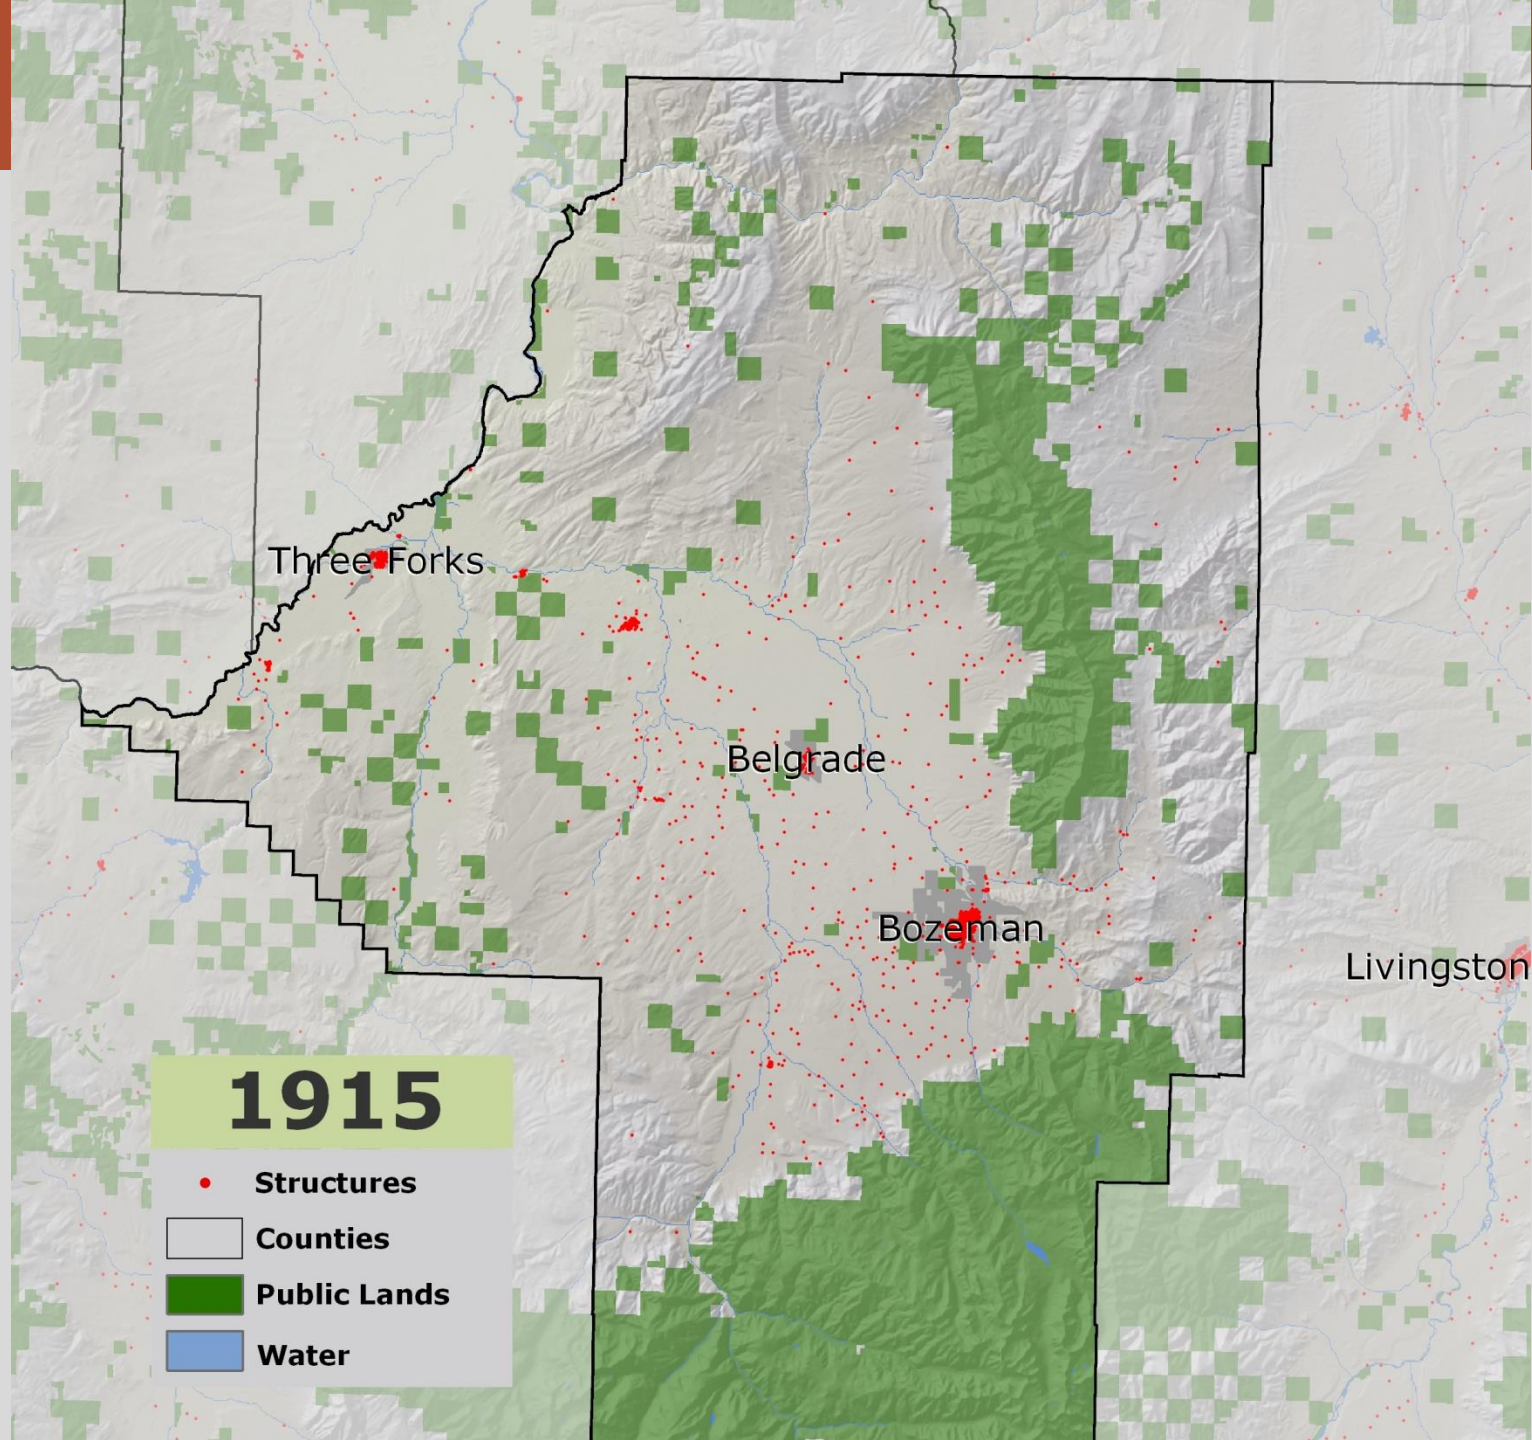 Three Forks
Belgrade
Bozeman
Livingston
1915
Structures
Counties
Public Lands
Water